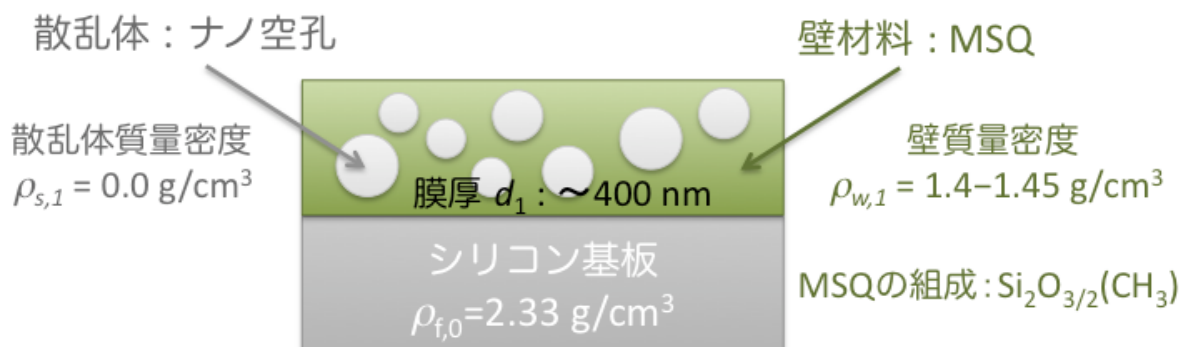 散乱体：ナノ空孔
壁材料：MSQ
散乱体質量密度
ρs,1 = 0.0 g/cm³
壁質量密度
ρw,1 = 1.4−1.45 g/cm³
膜厚 d₁：～400 nm
シリコン基板
ρf,0=2.33 g/cm³
MSQの組成：Si₂O₃/₂(CH₃)